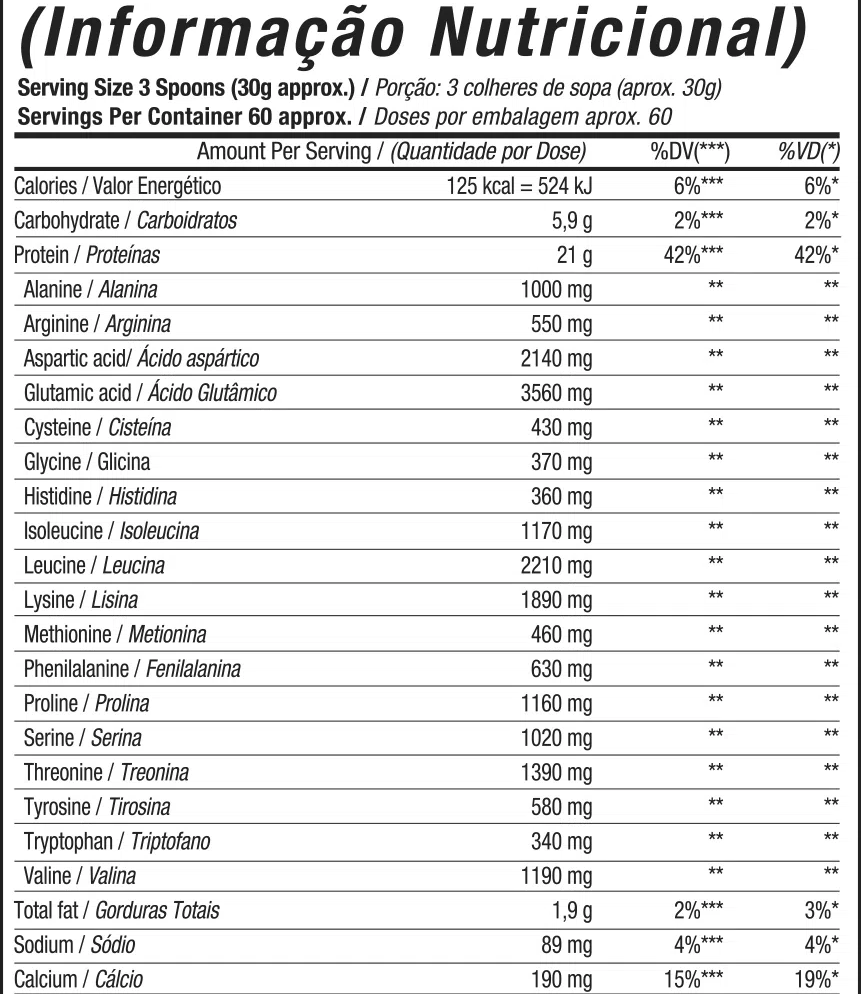 (Informação Nutricional)
Serving Size 3 Spoons (30g approx.) / Porção: 3 colheres de sopa (aprox. 30g)
Servings Per Container 60 approx. / Doses por embalagem aprox. 60
Amount Per Serving / (Quantidade por Dose) %DV(***) %VD(*)
Calories / Valor Energético 125 kcal = 524 kJ 6%*** 6%*
Carbohydrate / Carboidratos 5,9 g 2%*** 2%*
Protein / Proteínas 21 g 42%*** 42%*
Alanine / Alanina 1000 mg ** **
Arginine / Arginina 550 mg ** **
Aspartic acid/ Ácido aspártico 2140 mg ** **
Glutamic acid / Ácido Glutâmico 3560 mg ** **
Cysteine / Cisteína 430 mg ** **
Glycine / Glicina 370 mg ** **
Histidine / Histidina 360 mg ** **
Isoleucine / Isoleucina 1170 mg ** **
Leucine / Leucina 2210 mg ** **
Lysine / Lisina 1890 mg ** **
Methionine / Metionina 460 mg ** **
Phenilalanine / Fenilalanina 630 mg ** **
Proline / Prolina 1160 mg ** **
Serine / Serina 1020 mg ** **
Threonine / Treonina 1390 mg ** **
Tyrosine / Tirosina 580 mg ** **
Tryptophan / Triptofano 340 mg ** **
Valine / Valina 1190 mg ** **
Total fat / Gorduras Totais 1,9 g 2%*** 3%*
Sodium / Sódio 89 mg 4%*** 4%*
Calcium / Cálcio 190 mg 15%*** 19%*